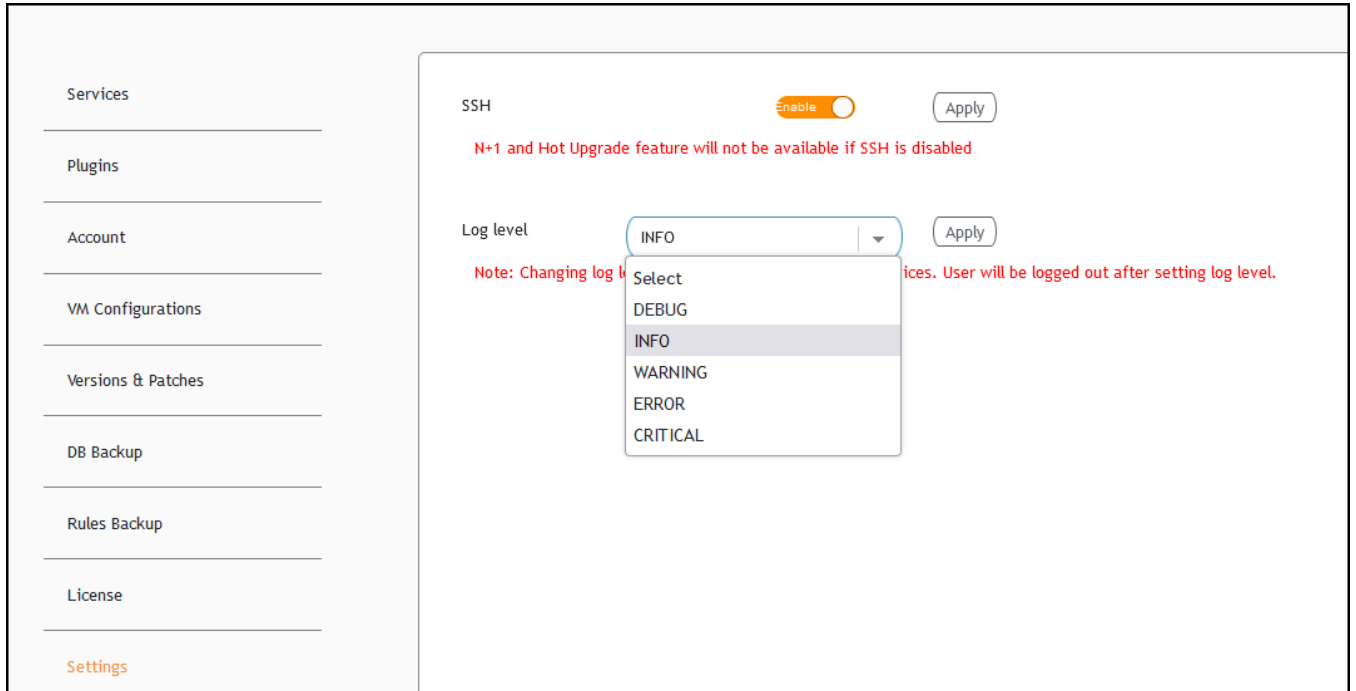 Services
Plugins
Account
VM Configurations
Versions & Patches
DB Backup
Rules Backup
License
Settings
SSH Enable Apply
N+1 and Hot Upgrade feature will not be available if SSH is disabled
Log level INFO Apply
Note: Changing log ices. User will be logged out after setting log level.
Select
DEBUG
INFO
WARNING
ERROR
CRITICAL